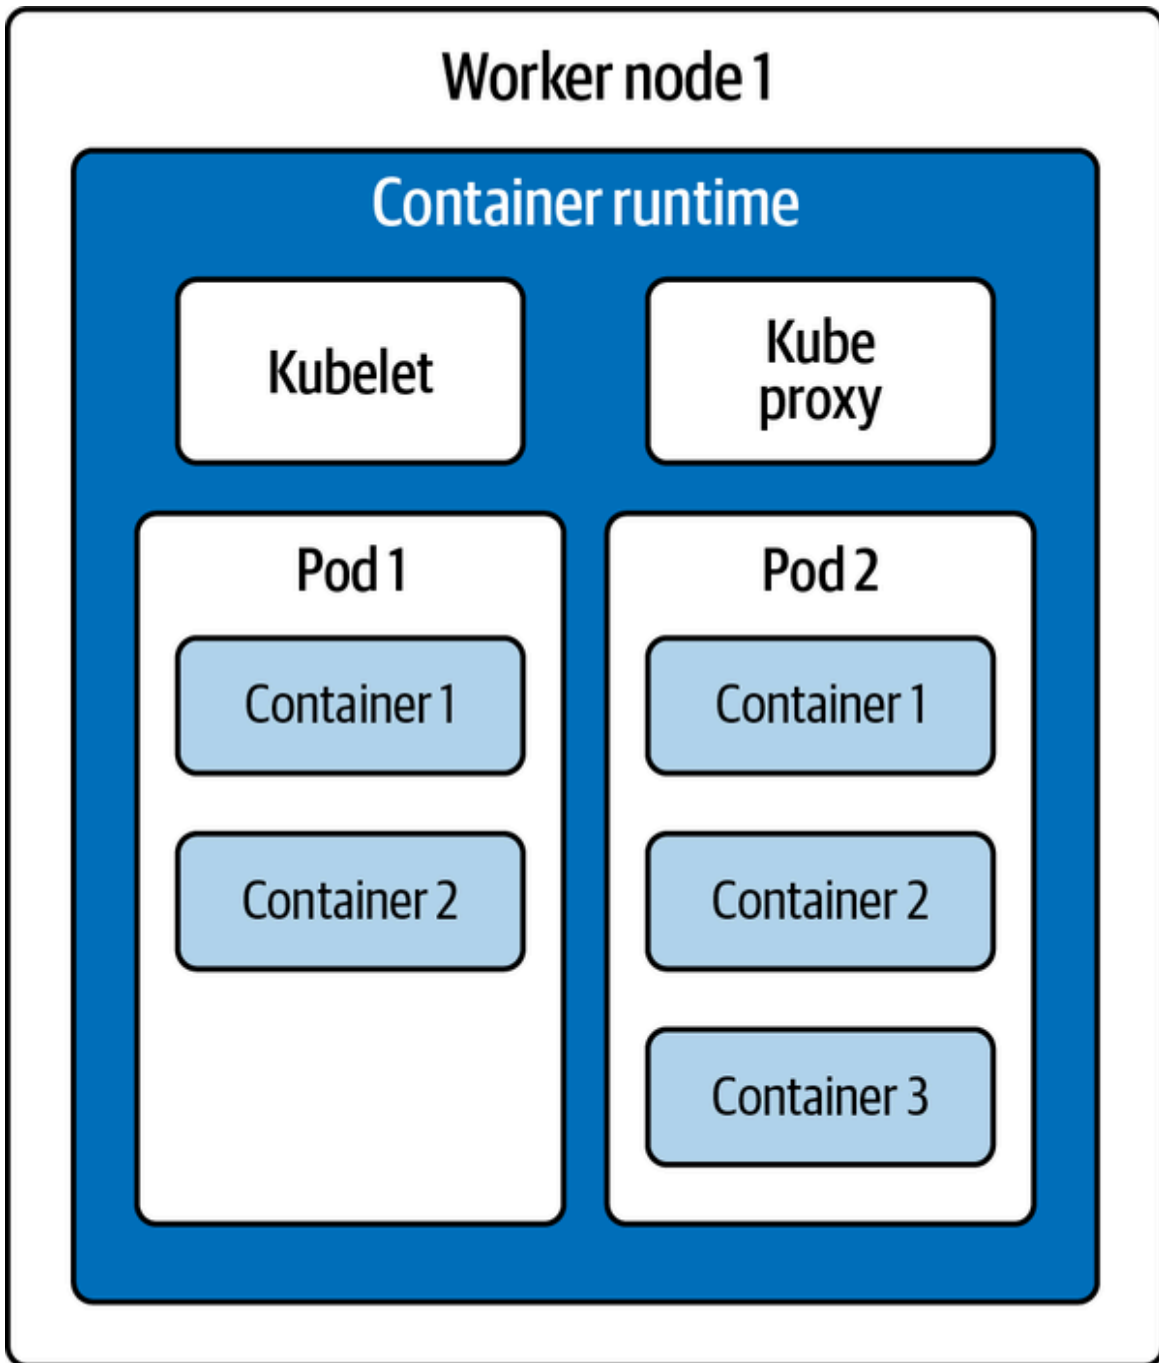 Worker node 1
Container runtime
Kubelet
Kube
proxy
Pod 1
Container 1
Container 2
Pod 2
Container 1
Container 2
Container 3